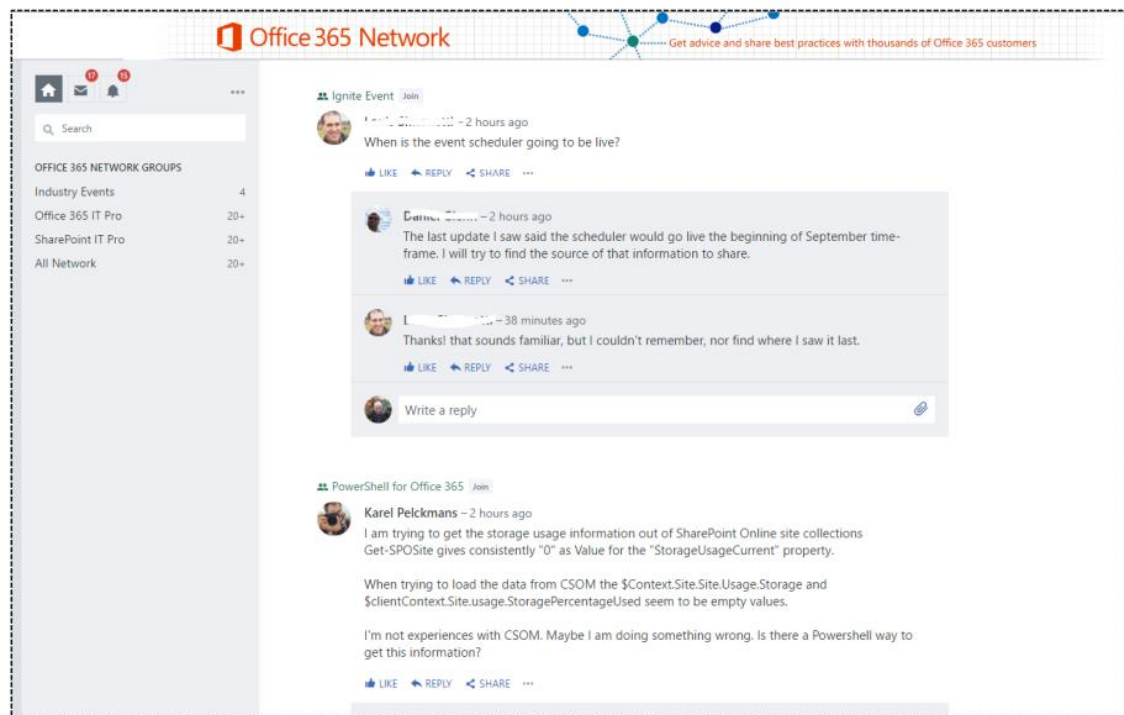 Office 365 Network
Get advice and share best practices with thousands of Office 365 customers
17
15
Search
OFFICE 365 NETWORK GROUPS
Industry Events 4
Office 365 IT Pro 20+
SharePoint IT Pro 20+
All Network 20+
Ignite Event Join
– 2 hours ago
When is the event scheduler going to be live?
LIKE REPLY SHARE
– 2 hours ago
The last update I saw said the scheduler would go live the beginning of September time-
frame. I will try to find the source of that information to share.
LIKE REPLY SHARE
– 38 minutes ago
Thanks! that sounds familiar, but I couldn't remember, nor find where I saw it last.
LIKE REPLY SHARE
Write a reply
PowerShell for Office 365 Join
Karel Pelckmans – 2 hours ago
I am trying to get the storage usage information out of SharePoint Online site collections
Get-SPOSite gives consistently "0" as Value for the "StorageUsageCurrent" property.
When trying to load the data from CSOM the $Context.Site.Site.Usage.Storage and
$clientContext.Site.usage.StoragePercentageUsed seem to be empty values.
I'm not experiences with CSOM. Maybe I am doing something wrong. Is there a Powershell way to
get this information?
LIKE REPLY SHARE